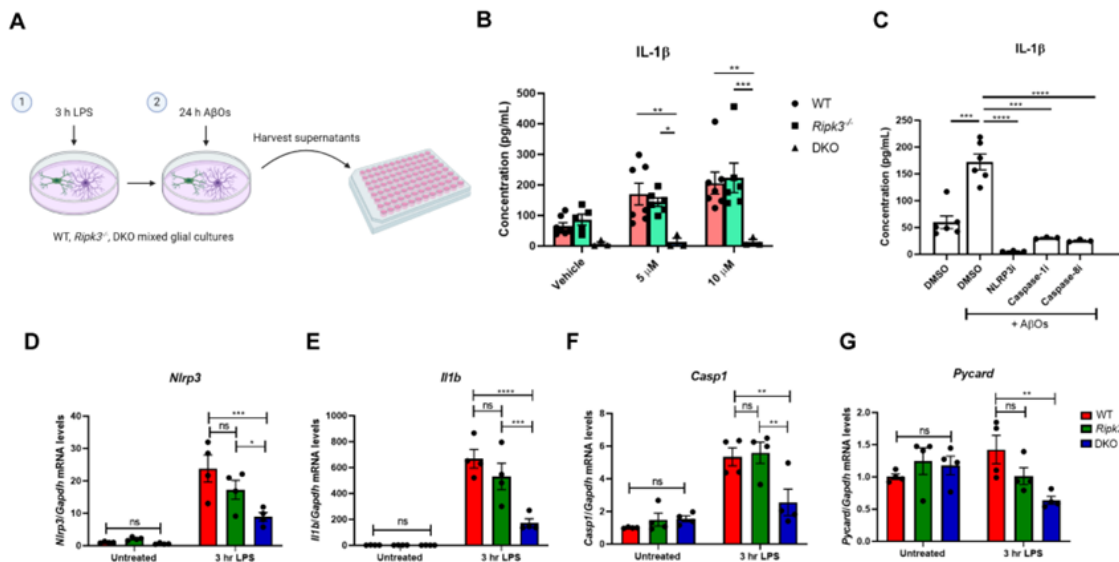 A
1
3 h LPS
2
24 h AβOs
Harvest supernatants
WT, Ripk3-/-, DKO mixed glial cultures
B
IL-1β
Concentration (pg/mL)
500
400
300
200
100
0
**
*
**
***
Vehicle
5 μM
10 μM
WT
Ripk3-/-
DKO
C
IL-1β
Concentration (pg/mL)
250
200
150
100
50
0
***
****
***
****
DMSO
DMSO
NLRP3i
Caspase-1i
Caspase-8i
+ AβOs
D
Nlrp3
Nlrp3/Gapdh mRNA levels
40
30
20
10
0
ns
***
ns
*
Untreated
3 hr LPS
E
Il1b
Il1b/Gapdh mRNA levels
1000
800
600
400
200
0
ns
****
ns
***
Untreated
3 hr LPS
F
Casp1
Casp1/Gapdh mRNA levels
8
6
4
2
0
ns
**
ns
**
Untreated
3 hr LPS
G
Pycard
Pycard/Gapdh mRNA levels
2.0
1.5
1.0
0.5
0.0
ns
**
ns
Untreated
3 hr LPS
WT
DKO